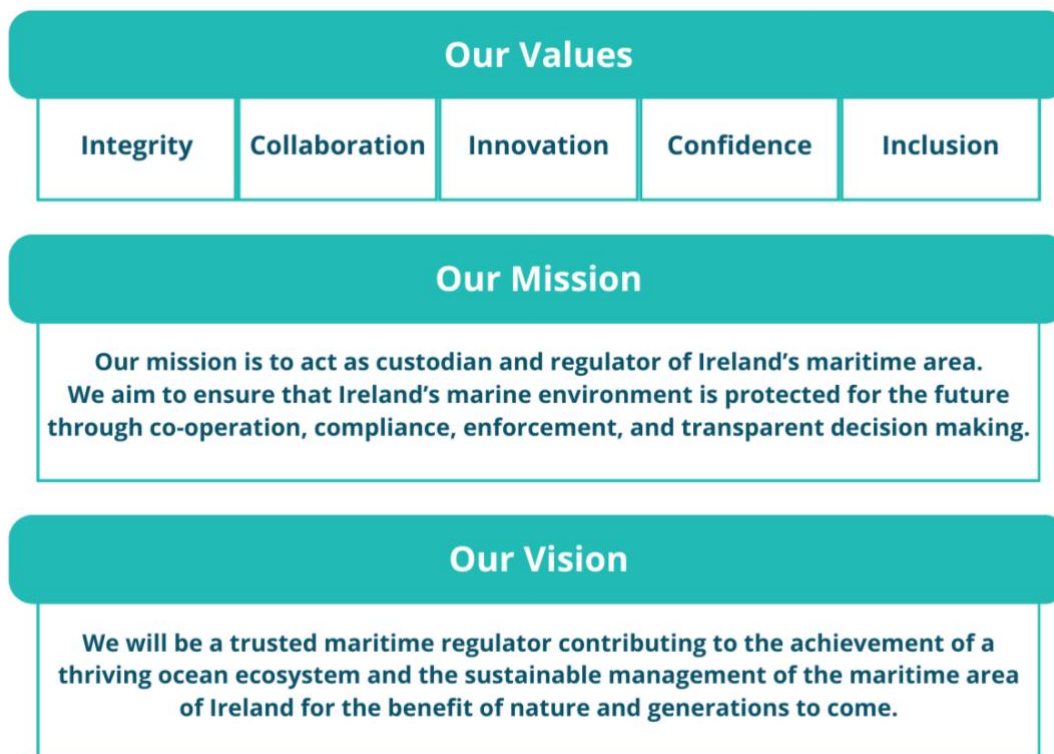 Our Values
Integrity Collaboration Innovation Confidence Inclusion
Our Mission
Our mission is to act as custodian and regulator of Ireland’s maritime area.
We aim to ensure that Ireland’s marine environment is protected for the future
through co-operation, compliance, enforcement, and transparent decision making.
Our Vision
We will be a trusted maritime regulator contributing to the achievement of a
thriving ocean ecosystem and the sustainable management of the maritime area
of Ireland for the benefit of nature and generations to come.